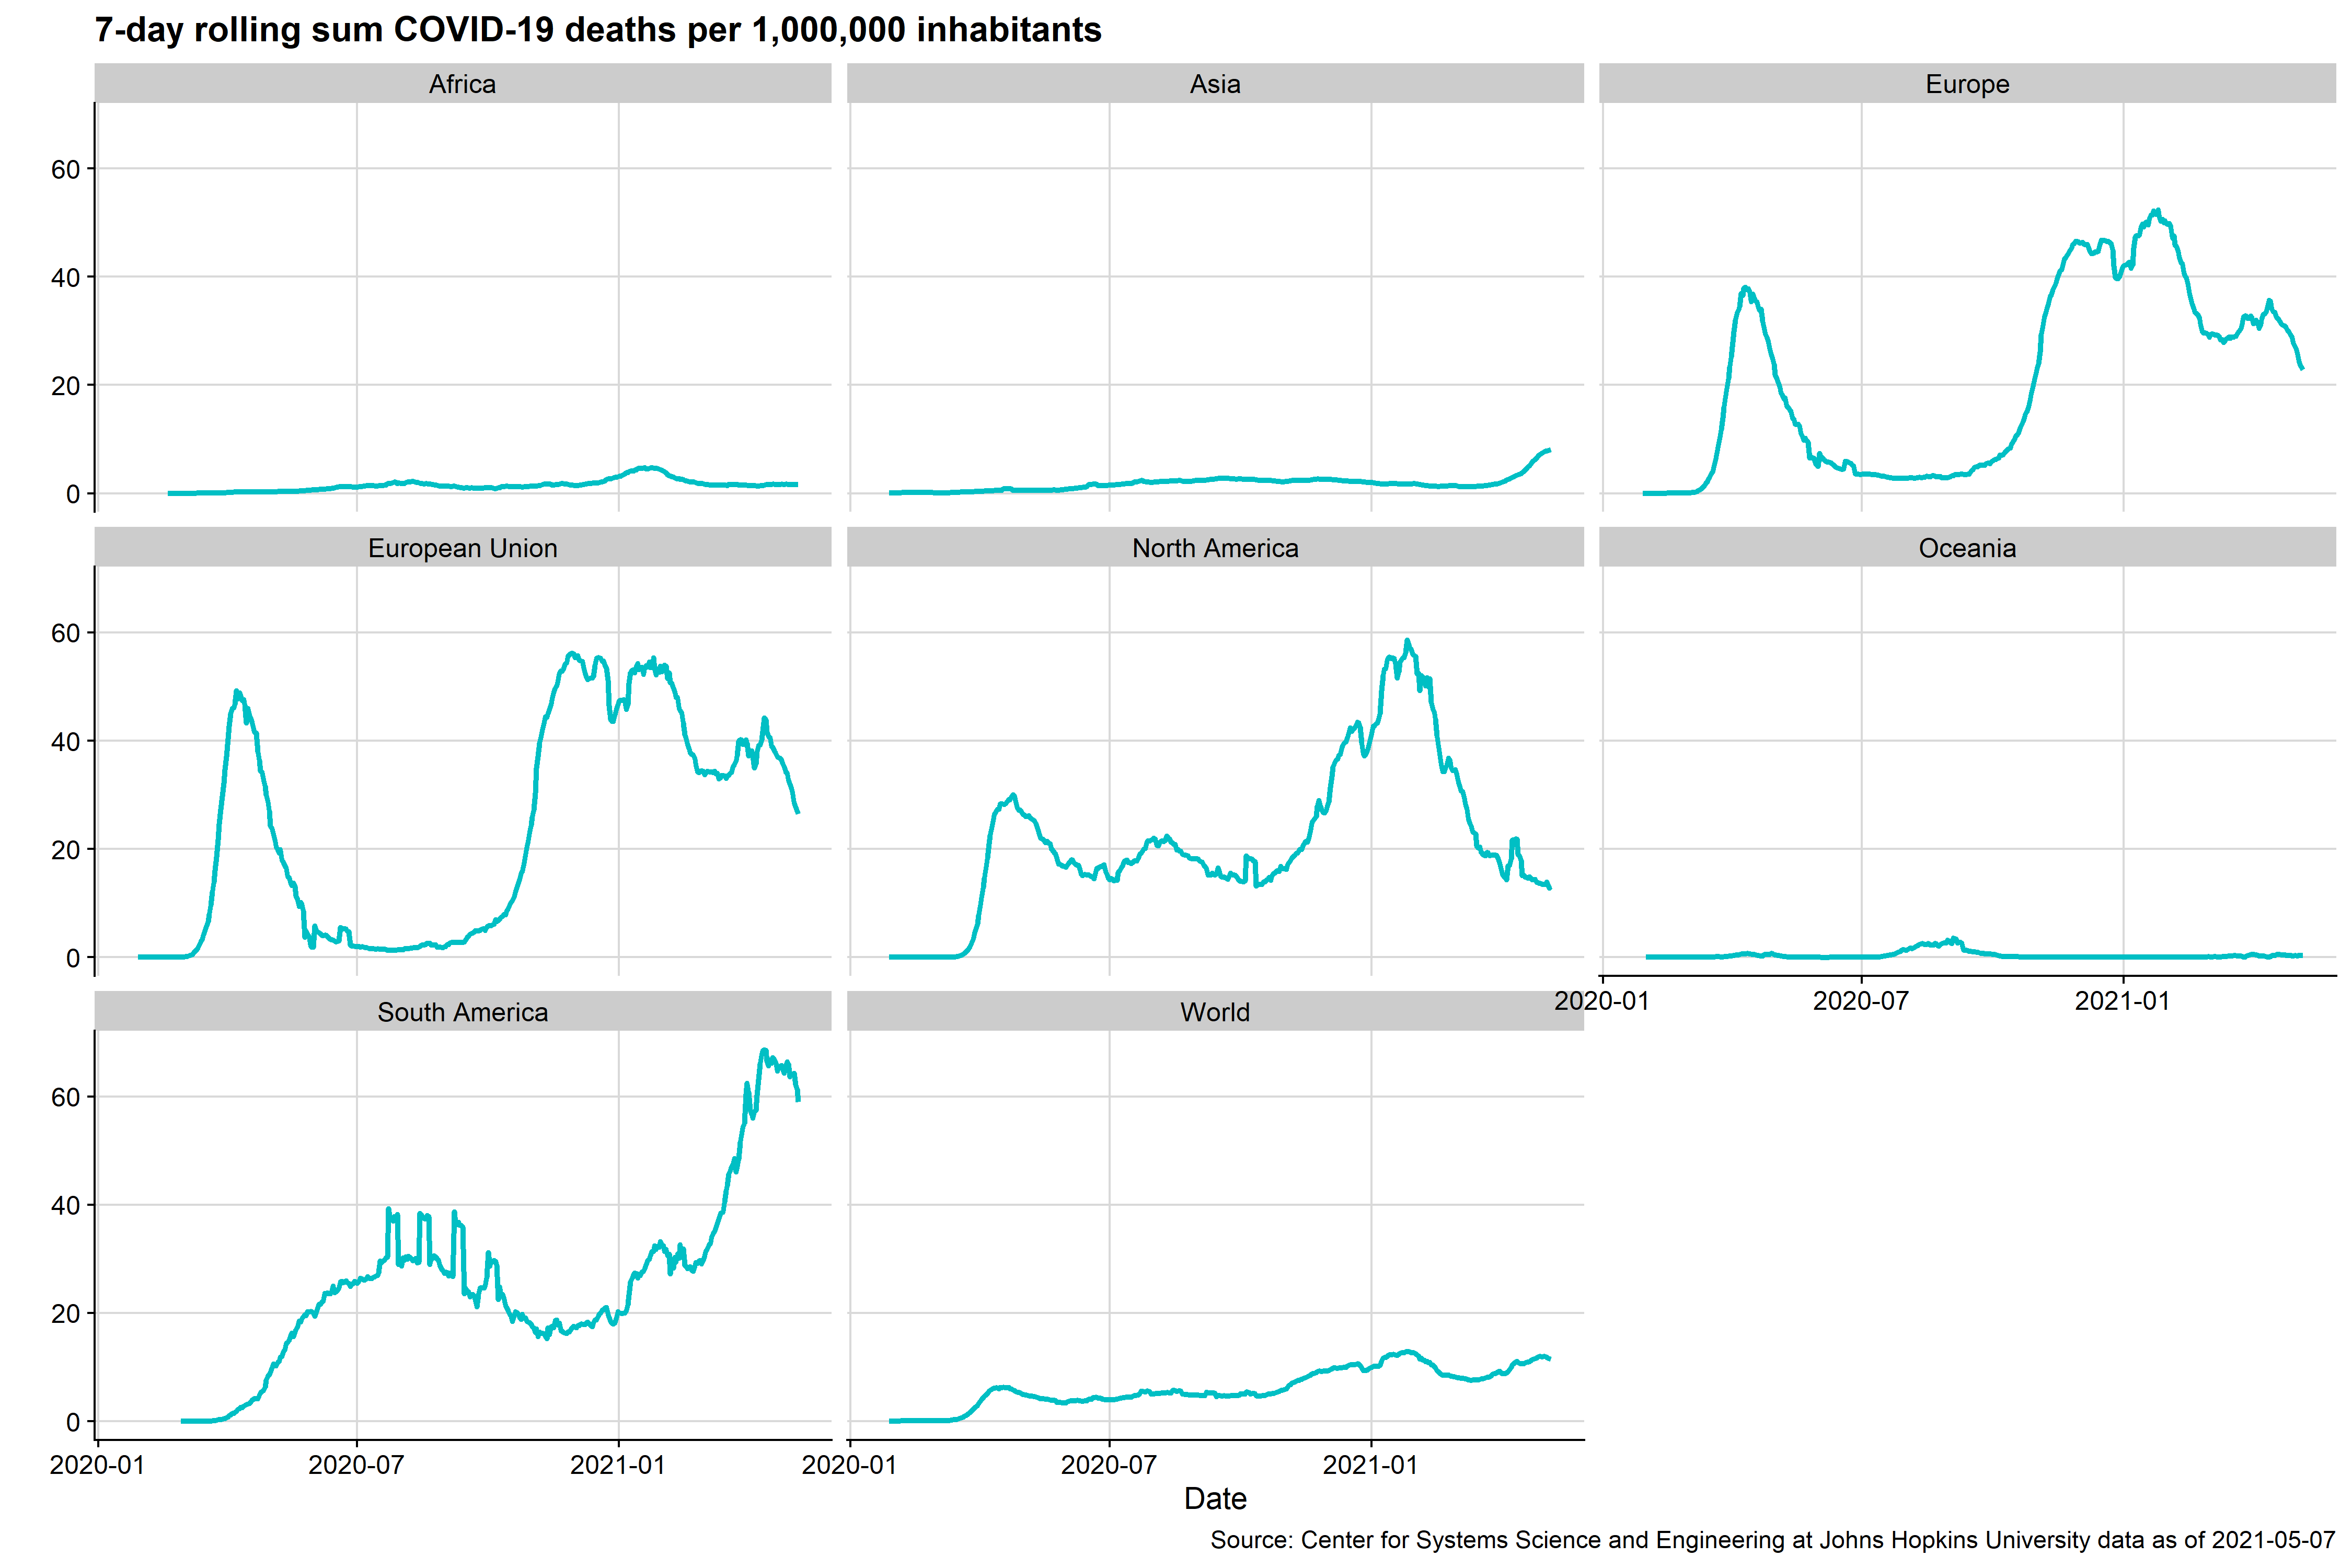 7-day rolling sum COVID-19 deaths per 1,000,000 inhabitants
Africa
Asia
Europe
60
40
20
0
European Union
North America
Oceania
60
40
20
0
2020-01
2020-07
2021-01
South America
World
60
40
20
0
2020-01
2020-07
2021-01
2020-01
2020-07
2021-01
Date
Source: Center for Systems Science and Engineering at Johns Hopkins University data as of 2021-05-07